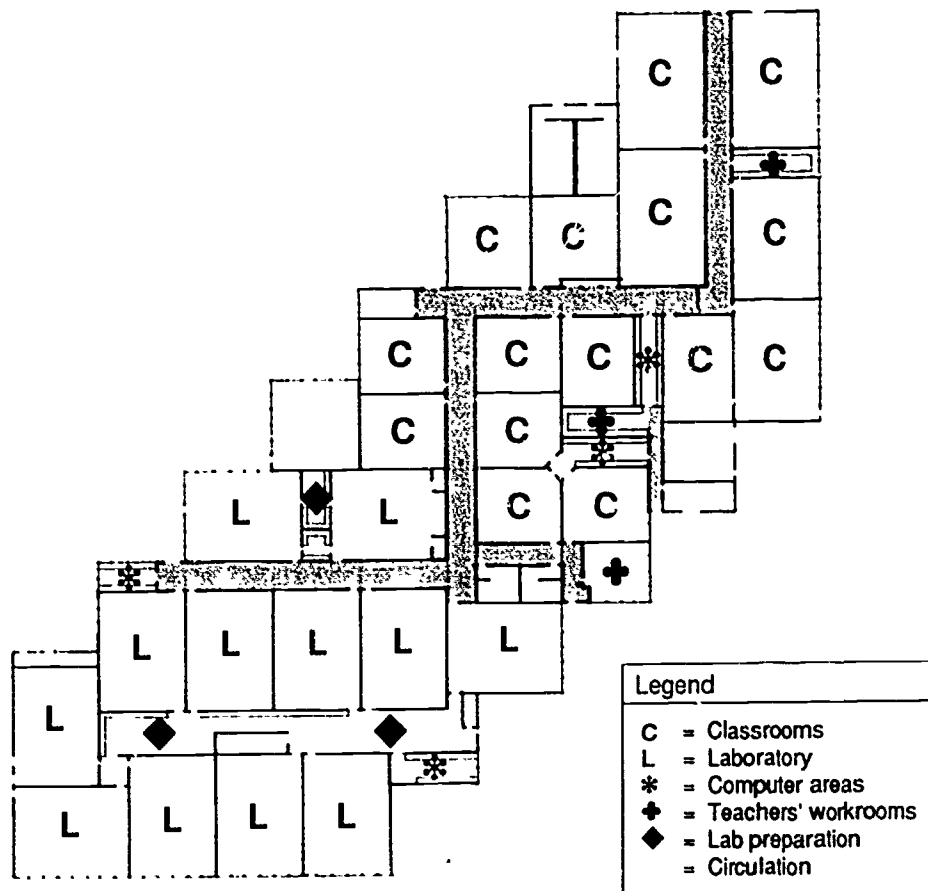 C C
✤
C C C C
C C C * C C
C C ✤
*
L ◆ L C C
* ✤
L L L L L
L
◆ ◆ *
L L L L
Legend
C = Classrooms
L = Laboratory
* = Computer areas
✤ = Teachers' workrooms
◆ = Lab preparation
= Circulation